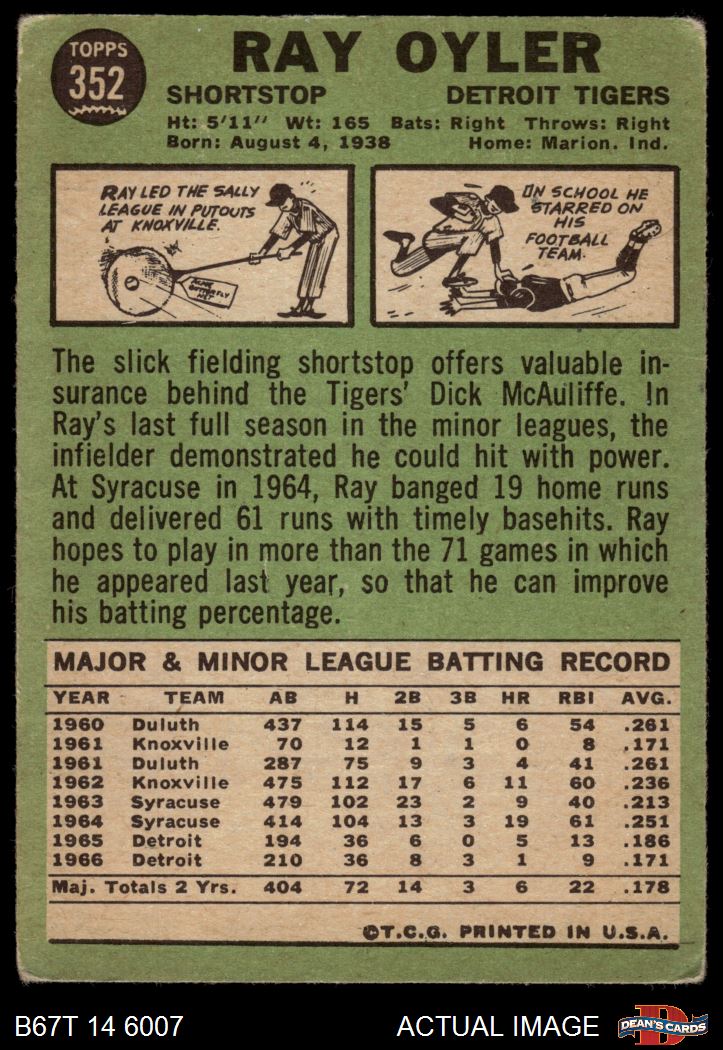 TOPPS
352
RAY OYLER
SHORTSTOP DETROIT TIGERS
Ht: 5'11" Wt: 165 Bats: Right Throws: Right
Born: August 4, 1938 Home: Marion, Ind.
RAY LED THE SALLY
LEAGUE IN PUTOUTS
AT KNOXVILLE.
IN SCHOOL HE
STARRED ON
HIS
FOOTBALL
TEAM.
The slick fielding shortstop offers valuable in-
surance behind the Tigers' Dick McAuliffe. In
Ray's last full season in the minor leagues, the
infielder demonstrated he could hit with power.
At Syracuse in 1964, Ray banged 19 home runs
and delivered 61 runs with timely basehits. Ray
hopes to play in more than the 71 games in which
he appeared last year, so that he can improve
his batting percentage.
MAJOR & MINOR LEAGUE BATTING RECORD
YEAR TEAM AB H 2B 3B HR RBI AVG.
1960 Duluth 437 114 15 5 6 54 .261
1961 Knoxville 70 12 1 1 0 8 .171
1961 Duluth 287 75 9 3 4 41 .261
1962 Knoxville 475 112 17 6 11 60 .236
1963 Syracuse 479 102 23 2 9 40 .213
1964 Syracuse 414 104 13 3 19 61 .251
1965 Detroit 194 36 6 0 5 13 .186
1966 Detroit 210 36 8 3 1 9 .171
Maj. Totals 2 Yrs. 404 72 14 3 6 22 .178
©T.C.G. PRINTED IN U.S.A.
B67T 14 6007 ACTUAL IMAGE
DEAN'S CARDS